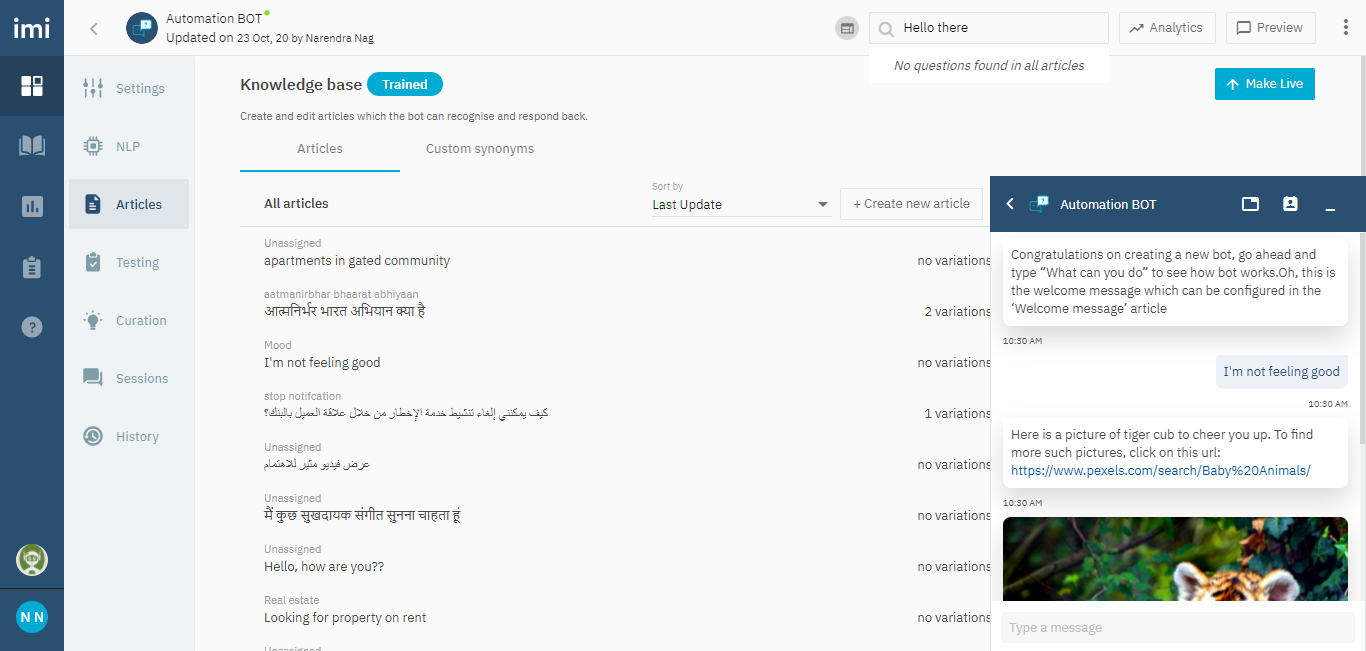 imi
Automation BOT
Updated on 23 Oct, 20 by Narendra Nag
Hello there
Analytics
Preview
No questions found in all articles
Settings
NLP
Articles
Testing
Curation
Sessions
History
N N
Knowledge base Trained
Make Live
Create and edit articles which the bot can recognise and respond back.
Articles Custom synonyms
All articles
Sort by
Last Update
+ Create new article
Unassigned
apartments in gated community no variations
aatmanirbhar bhaarat abhiyaan
आत्मनिर्भर भारत अभियान क्या है 2 variations
Mood
I'm not feeling good no variations
stop notifcation
كيف يمكنني إلغاء تنشيط خدمة الإخطار من خلال علاقة العميل بالبنك؟ 1 variations
Unassigned
عرض فيديو مثير للاهتمام no variations
Unassigned
मैं कुछ सुखदायक संगीत सुनना चाहता हूं no variations
Unassigned
Hello, how are you?? no variations
Real estate
Looking for property on rent no variations
Unassigned
Automation BOT
Congratulations on creating a new bot, go ahead and
type “What can you do” to see how bot works.Oh, this is
the welcome message which can be configured in the
‘Welcome message’ article
10:30 AM
I'm not feeling good
10:30 AM
Here is a picture of tiger cub to cheer you up. To find
more such pictures, click on this url:
https://www.pexels.com/search/Baby%20Animals/
10:30 AM
Type a message